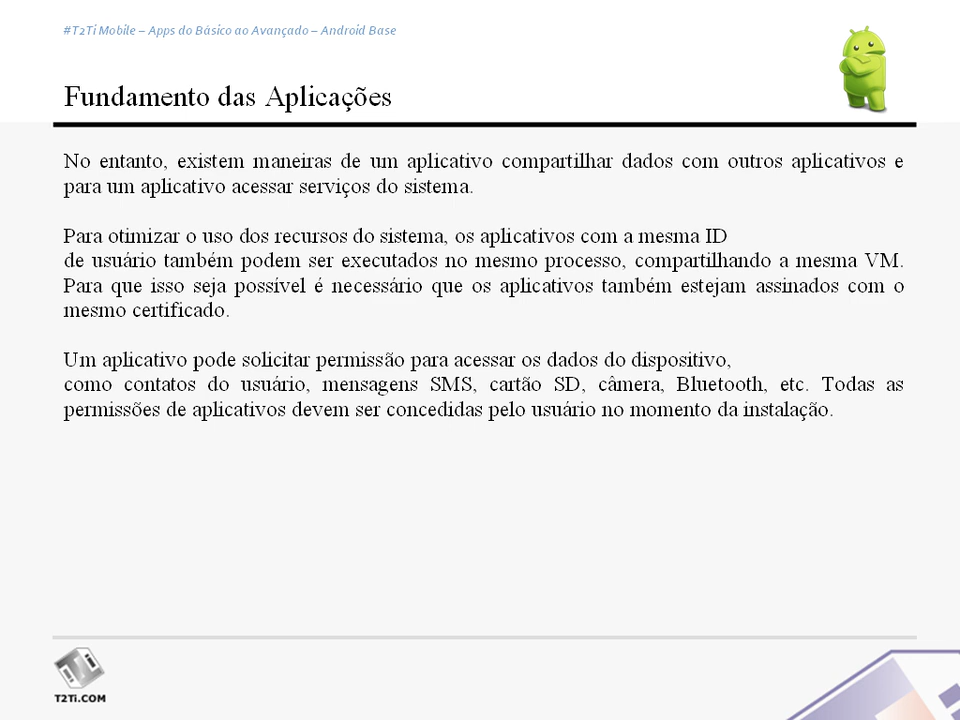 #T2Ti Mobile – Apps do Básico ao Avançado – Android Base
Fundamento das Aplicações
No entanto, existem maneiras de um aplicativo compartilhar dados com outros aplicativos e
para um aplicativo acessar serviços do sistema.
Para otimizar o uso dos recursos do sistema, os aplicativos com a mesma ID
de usuário também podem ser executados no mesmo processo, compartilhando a mesma VM.
Para que isso seja possível é necessário que os aplicativos também estejam assinados com o
mesmo certificado.
Um aplicativo pode solicitar permissão para acessar os dados do dispositivo,
como contatos do usuário, mensagens SMS, cartão SD, câmera, Bluetooth, etc. Todas as
permissões de aplicativos devem ser concedidas pelo usuário no momento da instalação.
T2Ti.COM